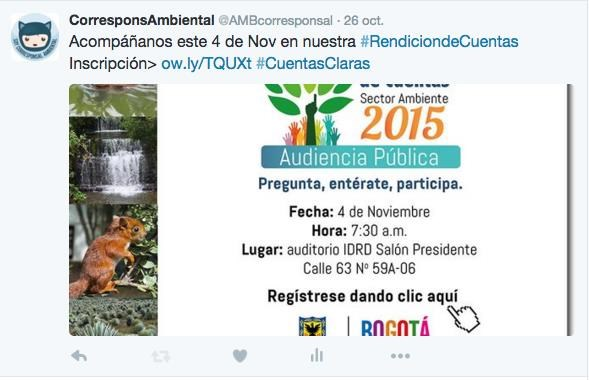 CorresponsAmbiental @AMBcorresponsal · 26 oct.
Acompáñanos este 4 de Nov en nuestra #RendiciondeCuentas
Inscripción> ow.ly/TQUXt #CuentasClaras
de cuentas
Sector Ambiente
2015
Audiencia Pública
Pregunta, entérate, participa.
Fecha: 4 de Noviembre
Hora: 7:30 a.m.
Lugar: auditorio IDRD Salón Presidente
Calle 63 Nº 59A-06
Regístrese dando clic aquí
BOGOTÁ